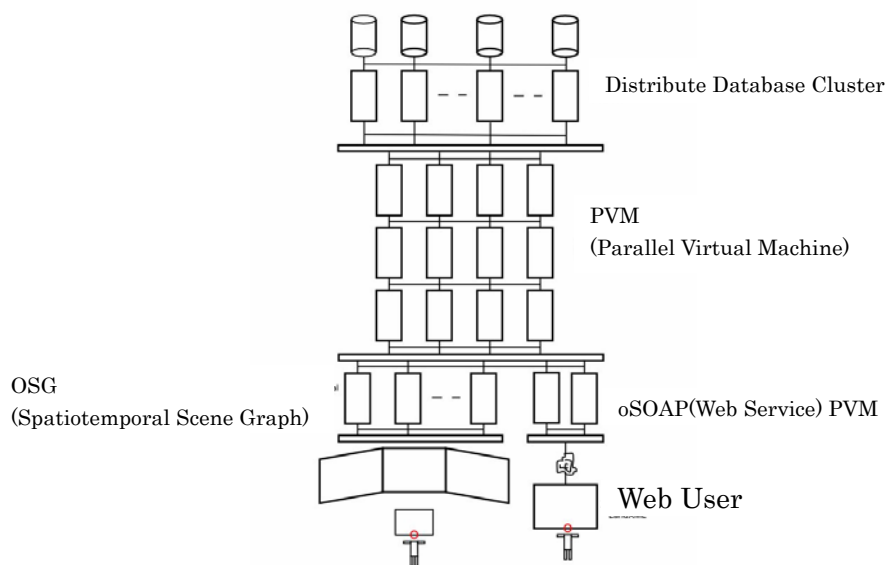 Distribute Database Cluster
PVM
(Parallel Virtual Machine)
OSG
(Spatiotemporal Scene Graph)
oSOAP(Web Service) PVM
Web User